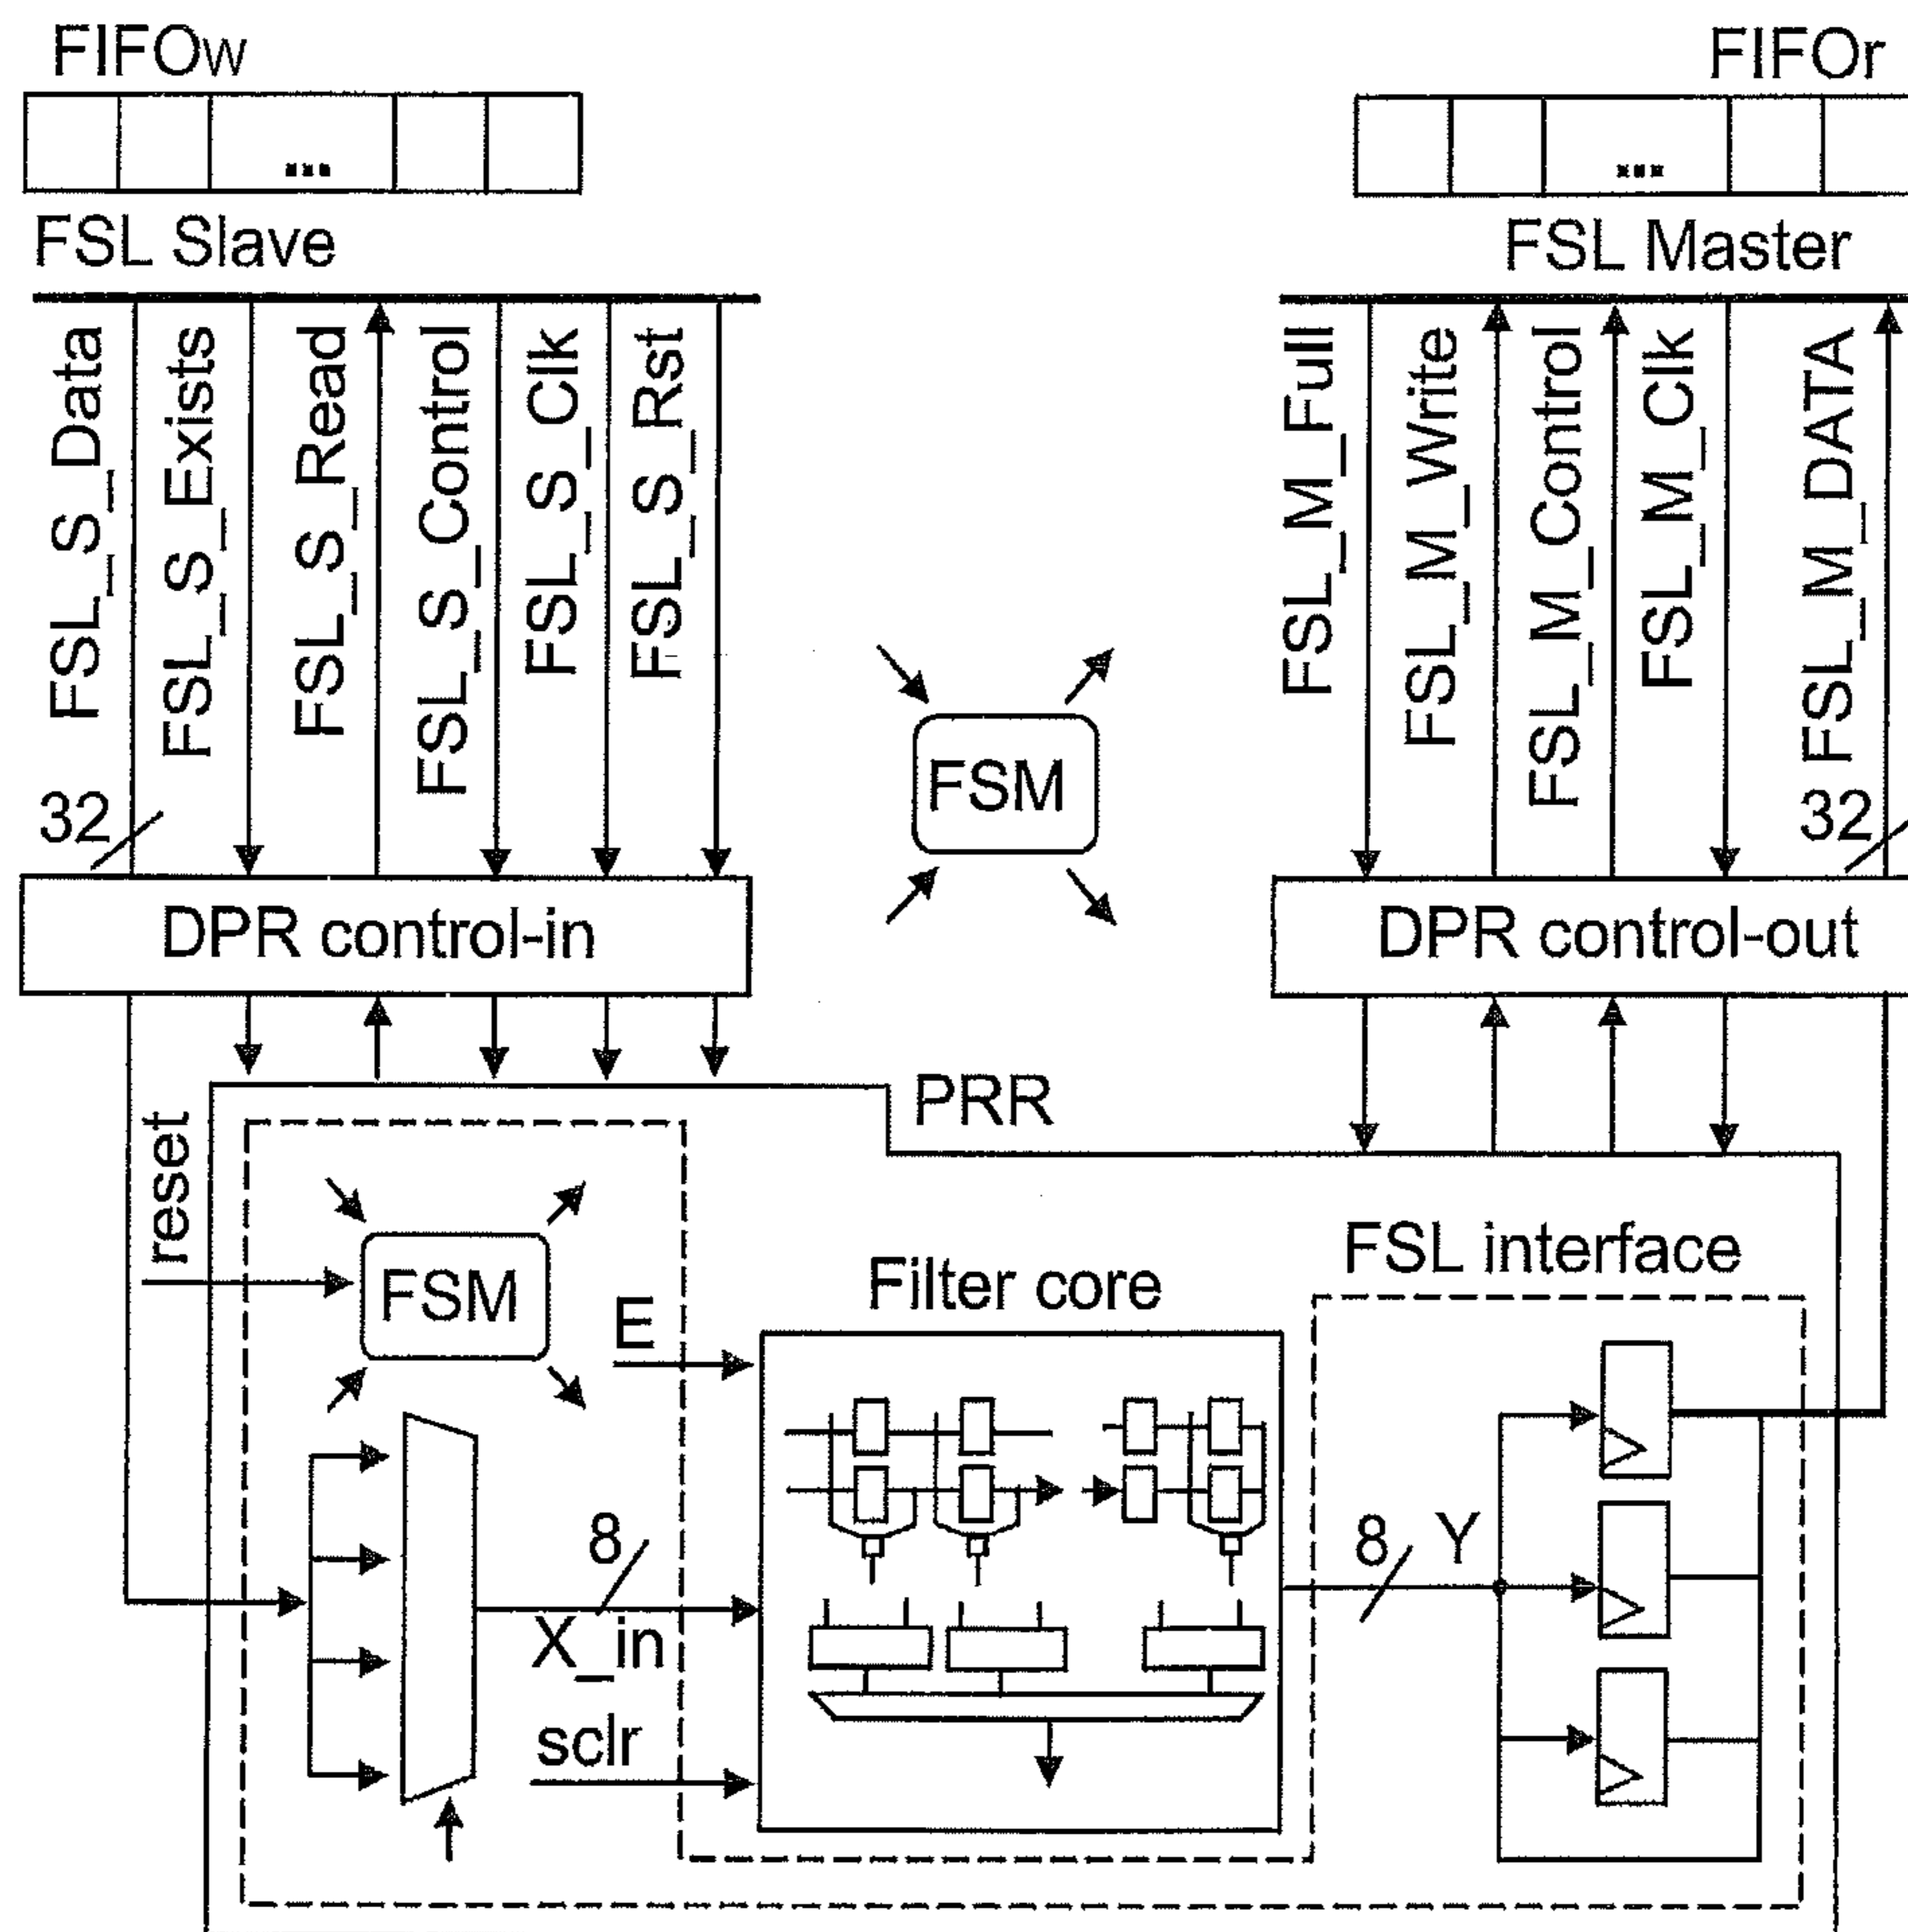 FIFOw
FIFOr
...
...
FSL Slave
FSL Master
FSL_S_Data
FSL_S_Exists
FSL_S_Read
FSL_S_Control
FSL_S_Clk
FSL_S_Rst
FSL_M_Full
FSL_M_Write
FSL_M_Control
FSL_M_Clk
FSL_M_DATA
32
FSM
32
DPR control-in
DPR control-out
reset
PRR
FSM
E
Filter core
FSL interface
8
X_in
8
Y
sclr